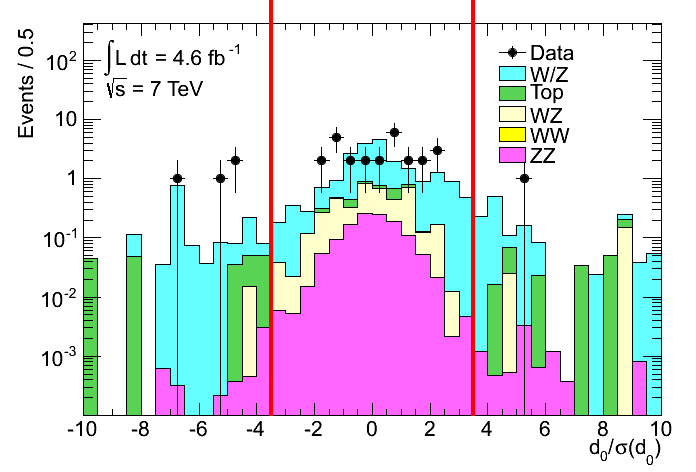 Events / 0.5
10²
10
1
10⁻¹
10⁻²
10⁻³
∫L dt = 4.6 fb⁻¹
√s = 7 TeV
Data
W/Z
Top
WZ
WW
ZZ
-10 -8 -6 -4 -2 0 2 4 6 8 10
d₀/σ(d₀)